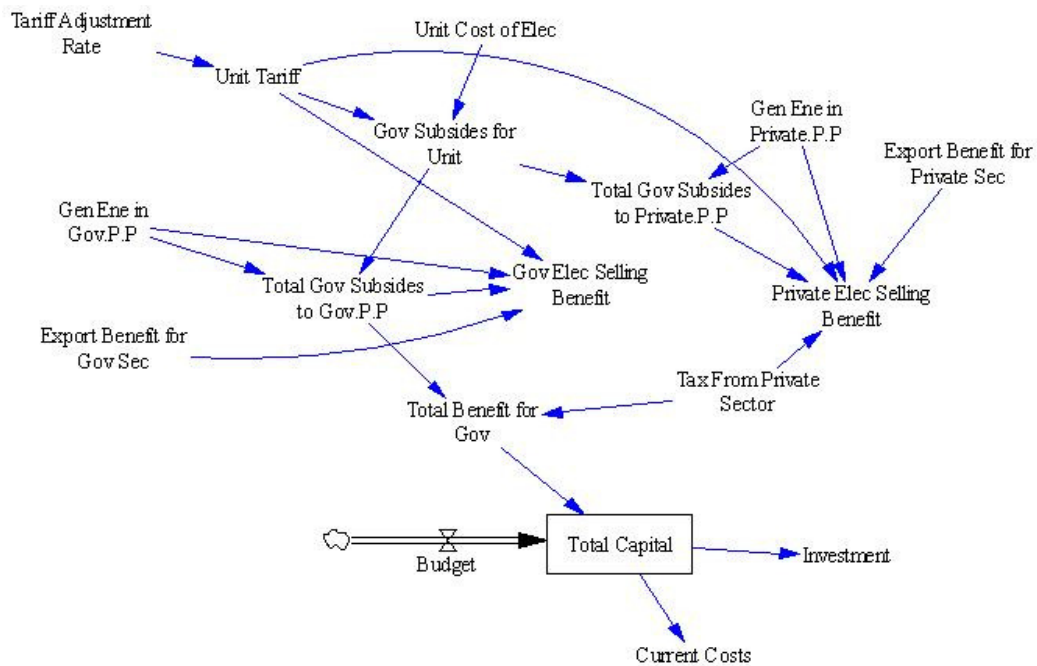 Tariff Adjustment
Rate
Unit Cost of Elec
Unit Tariff
Gov Subsides for
Unit
Gen Ene in
Private.P.P
Export Benefit for
Private Sec
Total Gov Subsides
to Private.P.P
Gen Ene in
Gov.P.P
Total Gov Subsides
to Gov.P.P
Gov Elec Selling
Benefit
Private Elec Selling
Benefit
Export Benefit for
Gov Sec
Tax From Private
Sector
Total Benefit for
Gov
Total Capital
Budget
Investment
Current Costs